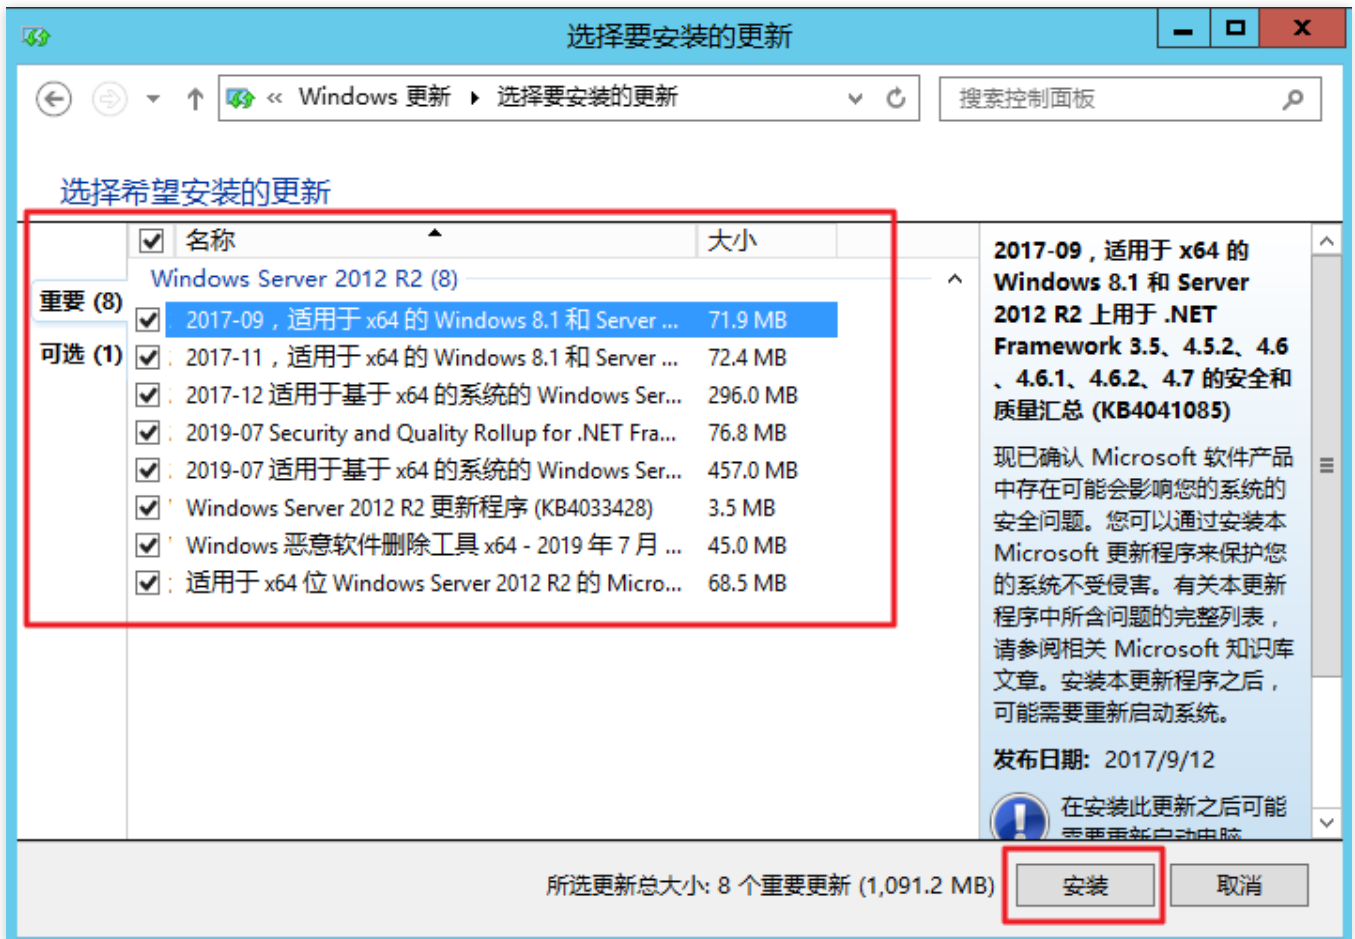 选择要安装的更新
« Windows 更新 ▸ 选择要安装的更新
搜索控制面板
选择希望安装的更新
名称 大小
Windows Server 2012 R2 (8)
重要 (8)
可选 (1)
2017-09，适用于 x64 的 Windows 8.1 和 Server ... 71.9 MB
2017-11，适用于 x64 的 Windows 8.1 和 Server ... 72.4 MB
2017-12 适用于基于 x64 的系统的 Windows Ser... 296.0 MB
2019-07 Security and Quality Rollup for .NET Fra... 76.8 MB
2019-07 适用于基于 x64 的系统的 Windows Ser... 457.0 MB
Windows Server 2012 R2 更新程序 (KB4033428) 3.5 MB
Windows 恶意软件删除工具 x64 - 2019 年 7 月 ... 45.0 MB
适用于 x64 位 Windows Server 2012 R2 的 Micro... 68.5 MB
2017-09，适用于 x64 的
Windows 8.1 和 Server
2012 R2 上用于 .NET
Framework 3.5、4.5.2、4.6
、4.6.1、4.6.2、4.7 的安全和
质量汇总 (KB4041085)
现已确认 Microsoft 软件产品
中存在可能会影响您的系统的
安全问题。您可以通过安装本
Microsoft 更新程序来保护您
的系统不受侵害。有关本更新
程序中所含问题的完整列表，
请参阅相关 Microsoft 知识库
文章。安装本更新程序之后，
可能需要重新启动系统。
发布日期: 2017/9/12
在安装此更新之后可能
需要重新启动电脑
所选更新总大小: 8 个重要更新 (1,091.2 MB)
安装
取消